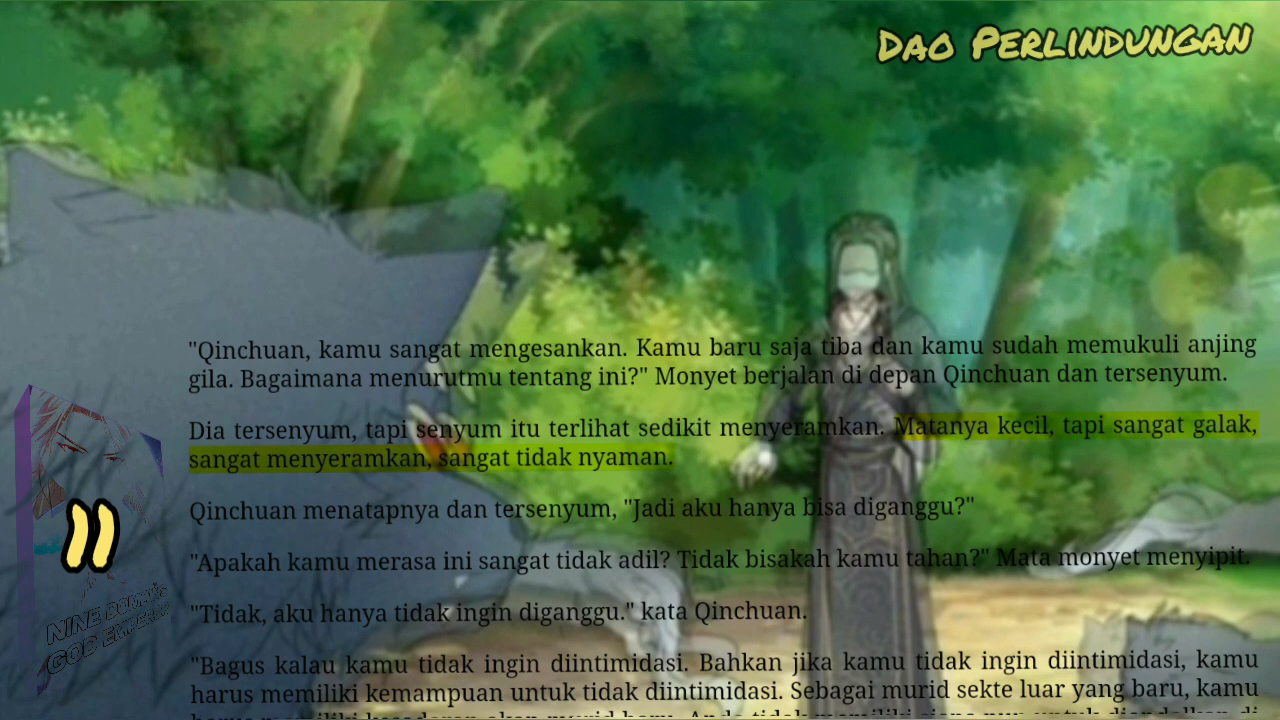 Dao Perlindungan
"Qinchuan, kamu sangat mengesankan. Kamu baru saja tiba dan kamu sudah memukuli anjing
gila. Bagaimana menurutmu tentang ini?" Monyet berjalan di depan Qinchuan dan tersenyum.
Dia tersenyum, tapi senyum itu terlihat sedikit menyeramkan. Matanya kecil, tapi sangat galak,
sangat menyeramkan, sangat tidak nyaman.
Qinchuan menatapnya dan tersenyum, "Jadi aku hanya bisa diganggu?"
"Apakah kamu merasa ini sangat tidak adil? Tidak bisakah kamu tahan?" Mata monyet menyipit.
"Tidak, aku hanya tidak ingin diganggu." kata Qinchuan.
NINE
GOD
"Bagus kalau kamu tidak ingin diintimidasi. Bahkan jika kamu tidak ingin diintimidasi, kamu
harus memiliki kemampuan untuk tidak diintimidasi. Sebagai murid sekte luar yang baru, kamu